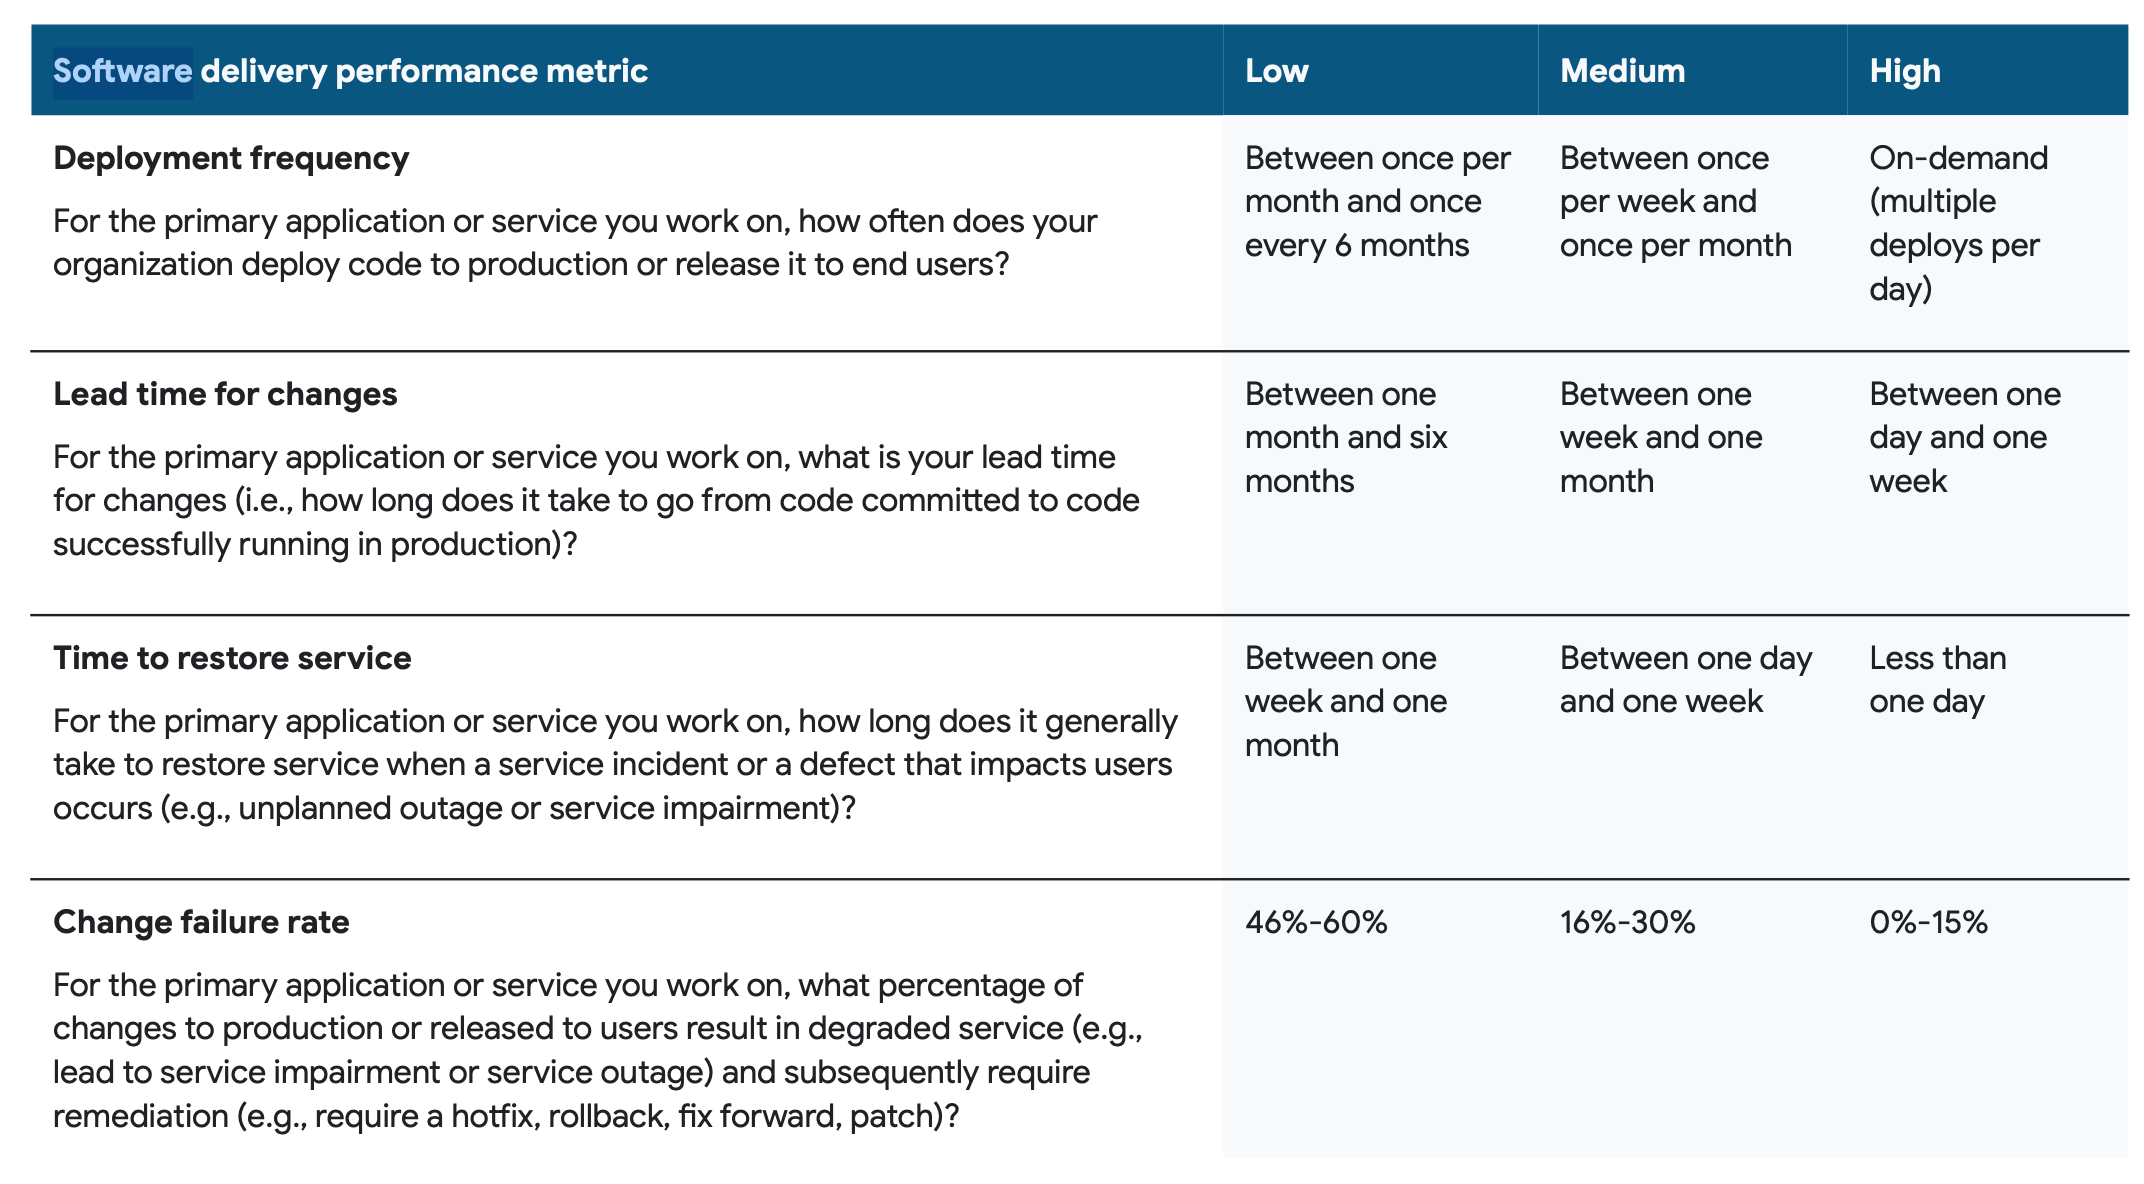 Software delivery performance metric
Low
Medium
High
Deployment frequency
For the primary application or service you work on, how often does your
organization deploy code to production or release it to end users?
Between once per
month and once
every 6 months
Between once
per week and
once per month
On-demand
(multiple
deploys per
day)
Lead time for changes
For the primary application or service you work on, what is your lead time
for changes (i.e., how long does it take to go from code committed to code
successfully running in production)?
Between one
month and six
months
Between one
week and one
month
Between one
day and one
week
Time to restore service
For the primary application or service you work on, how long does it generally
take to restore service when a service incident or a defect that impacts users
occurs (e.g., unplanned outage or service impairment)?
Between one
week and one
month
Between one day
and one week
Less than
one day
Change failure rate
For the primary application or service you work on, what percentage of
changes to production or released to users result in degraded service (e.g.,
lead to service impairment or service outage) and subsequently require
remediation (e.g., require a hotfix, rollback, fix forward, patch)?
46%-60%
16%-30%
0%-15%